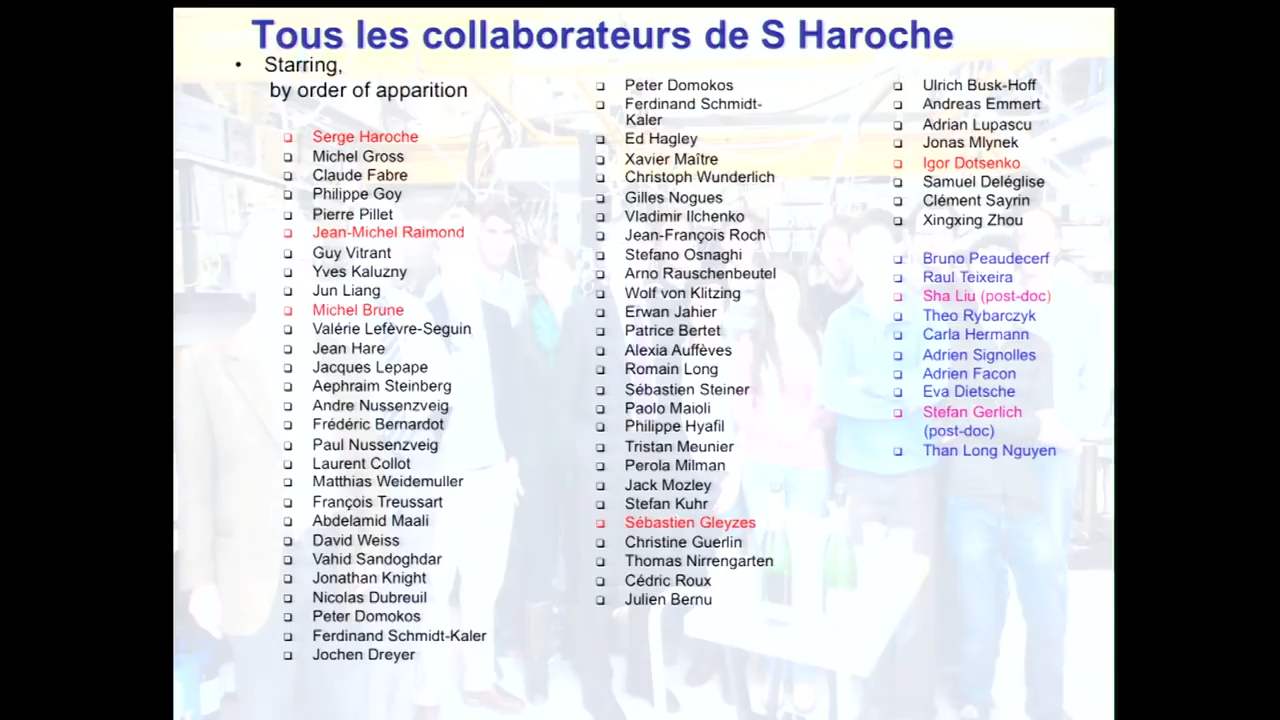 Tous les collaborateurs de S Haroche
• Starring,
by order of apparition
❑ Serge Haroche
❑ Michel Gross
❑ Claude Fabre
❑ Philippe Goy
❑ Pierre Pillet
❑ Jean-Michel Raimond
❑ Guy Vitrant
❑ Yves Kaluzny
❑ Jun Liang
❑ Michel Brune
❑ Valérie Lefèvre-Seguin
❑ Jean Hare
❑ Jacques Lepape
❑ Aephraim Steinberg
❑ Andre Nussenzveig
❑ Frédéric Bernardot
❑ Paul Nussenzveig
❑ Laurent Collot
❑ Matthias Weidemuller
❑ François Treussart
❑ Abdelamid Maali
❑ David Weiss
❑ Vahid Sandoghdar
❑ Jonathan Knight
❑ Nicolas Dubreuil
❑ Peter Domokos
❑ Ferdinand Schmidt-Kaler
❑ Jochen Dreyer
❑ Peter Domokos
❑ Ferdinand Schmidt-
Kaler
❑ Ed Hagley
❑ Xavier Maître
❑ Christoph Wunderlich
❑ Gilles Nogues
❑ Vladimir Ilchenko
❑ Jean-François Roch
❑ Stefano Osnaghi
❑ Arno Rauschenbeutel
❑ Wolf von Klitzing
❑ Erwan Jahier
❑ Patrice Bertet
❑ Alexia Auffèves
❑ Romain Long
❑ Sébastien Steiner
❑ Paolo Maioli
❑ Philippe Hyafil
❑ Tristan Meunier
❑ Perola Milman
❑ Jack Mozley
❑ Stefan Kuhr
❑ Sébastien Gleyzes
❑ Christine Guerlin
❑ Thomas Nirrengarten
❑ Cédric Roux
❑ Julien Bernu
❑ Ulrich Busk-Hoff
❑ Andreas Emmert
❑ Adrian Lupascu
❑ Jonas Mlynek
❑ Igor Dotsenko
❑ Samuel Deléglise
❑ Clément Sayrin
❑ Xingxing Zhou
❑ Bruno Peaudecerf
❑ Raul Teixeira
❑ Sha Liu (post-doc)
❑ Theo Rybarczyk
❑ Carla Hermann
❑ Adrien Signolles
❑ Adrien Facon
❑ Eva Dietsche
❑ Stefan Gerlich
(post-doc)
❑ Than Long Nguyen